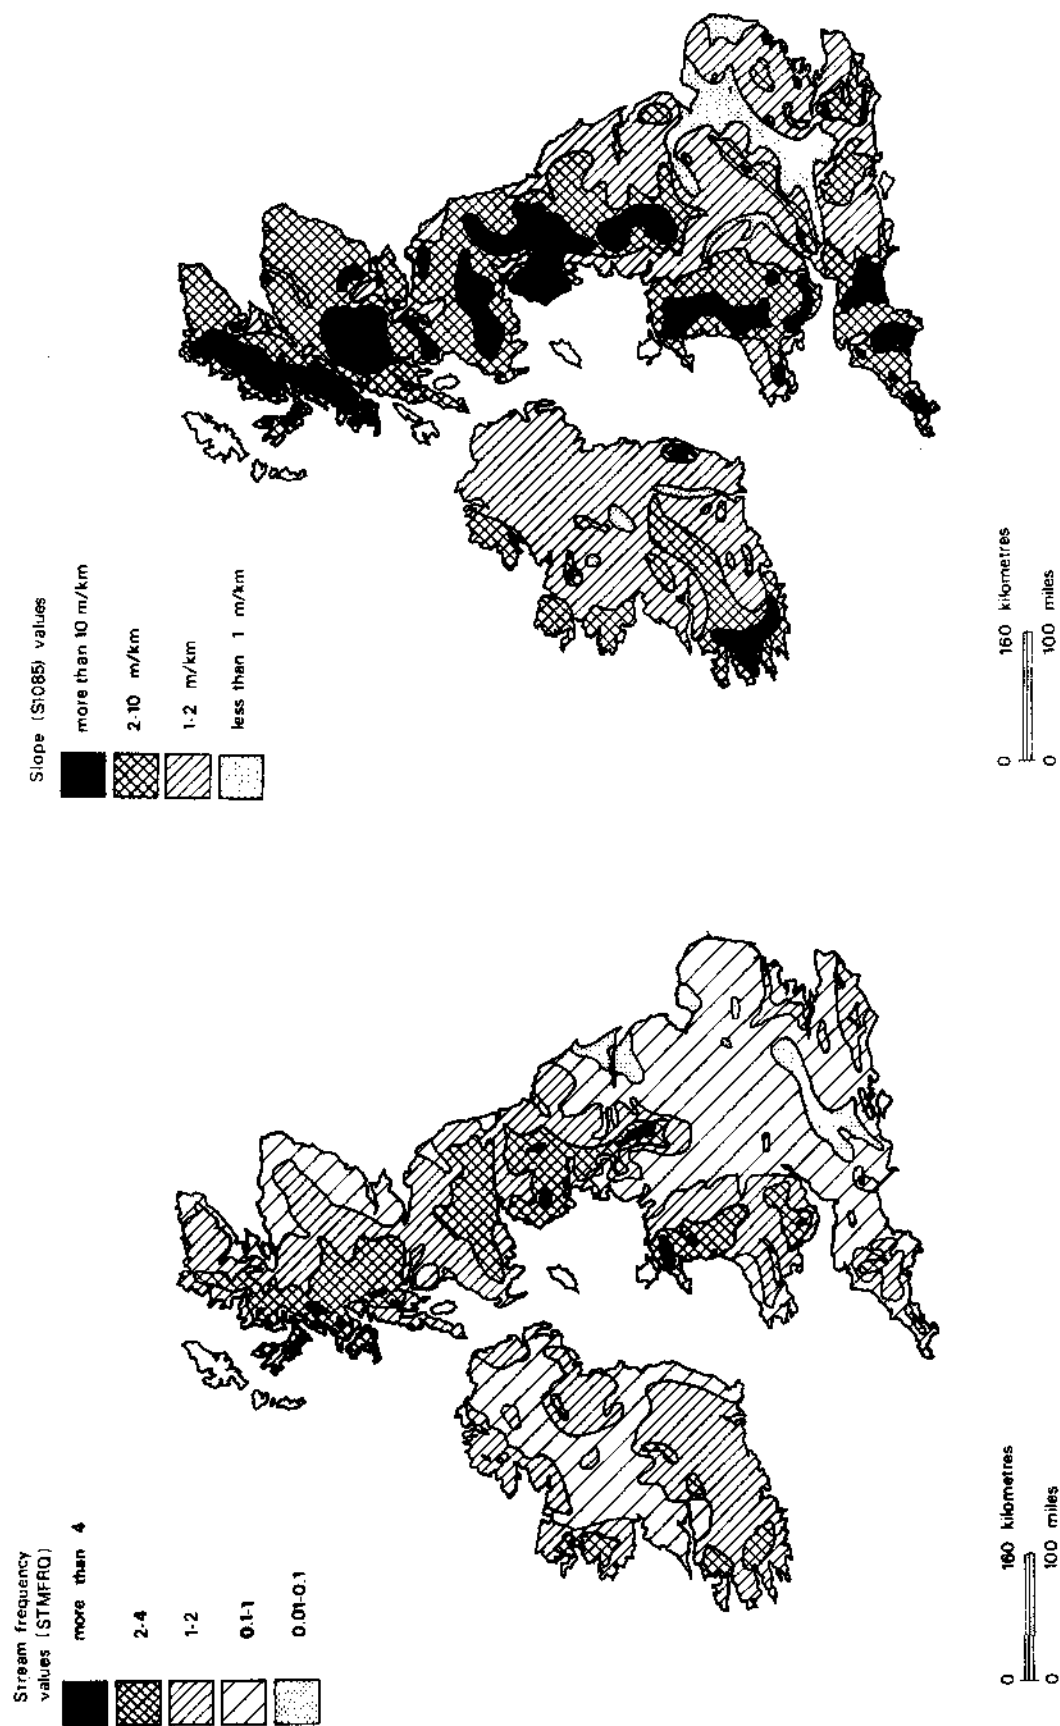 Stream frequency
values (STMFRQ)
more than 4
2-4
1-2
0.1-1
0.01-0.1
0 160 kilometres
0 100 miles
Slope (S1085) values
more than 10 m/km
2-10 m/km
1-2 m/km
less than 1 m/km
0 160 kilometres
0 100 miles